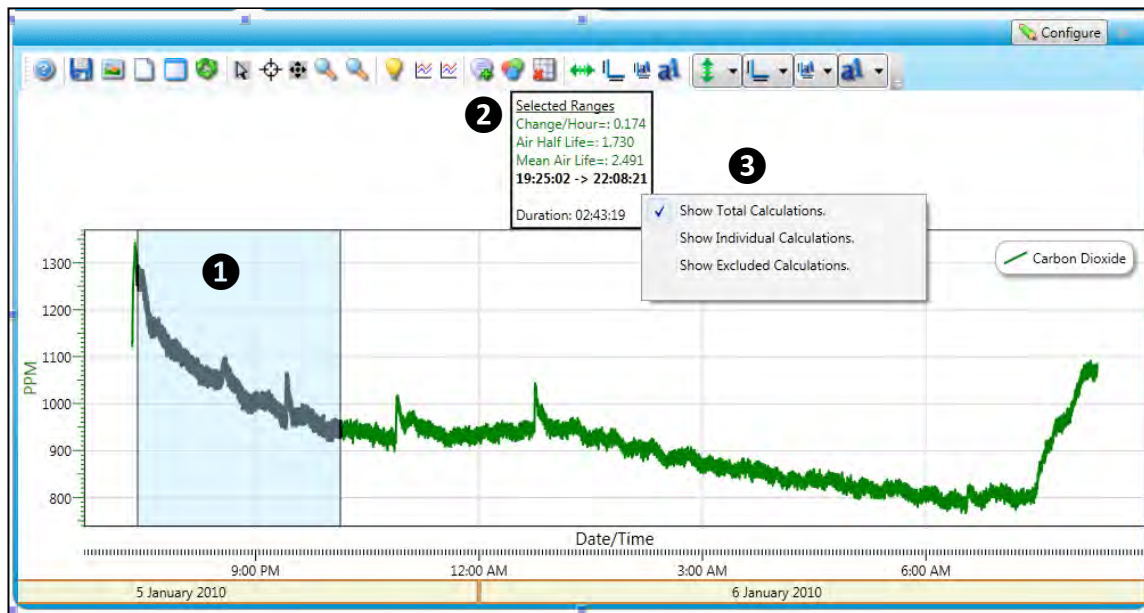 Configure
❷
Selected Ranges
Change/Hour=: 0.174
Air Half Life=: 1.730
Mean Air Life=: 2.491
19:25:02 -> 22:08:21
Duration: 02:43:19
❸
✓ Show Total Calculations.
Show Individual Calculations.
Show Excluded Calculations.
❶
Carbon Dioxide
PPM
1300
1200
1100
1000
900
800
Date/Time
9:00 PM 12:00 AM 3:00 AM 6:00 AM
5 January 2010 6 January 2010